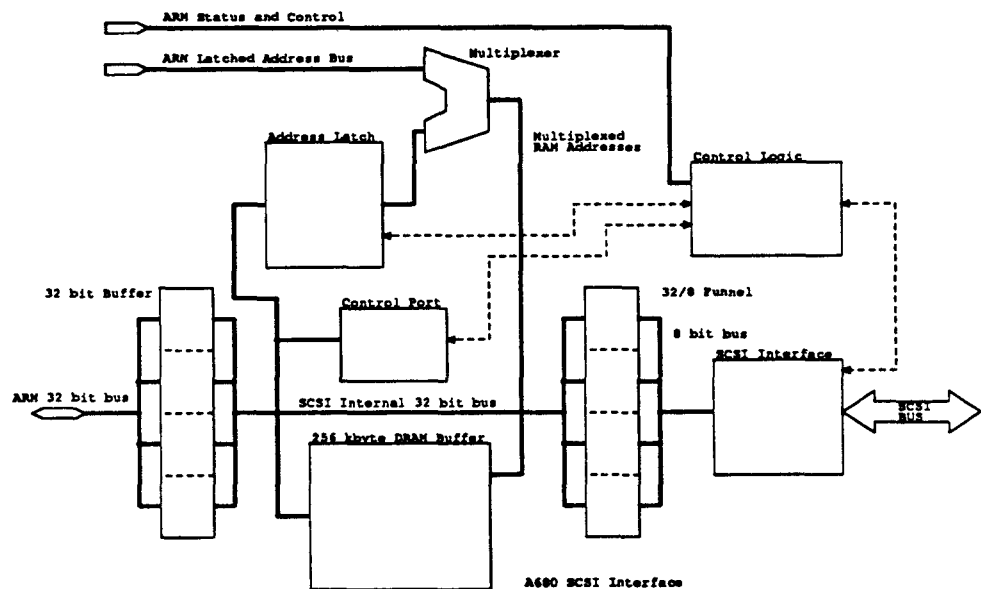 ARM Status and Control
ARM Latched Address Bus
Multiplexer
Address Latch
Multiplexed
RAM Addresses
Control Logic
32 bit Buffer
Control Port
32/8 Funnel
8 bit bus
SCSI Interface
ARM 32 bit bus
SCSI Internal 32 bit bus
SCSI
BUS
256 kbyte DRAM Buffer
A680 SCSI Interface